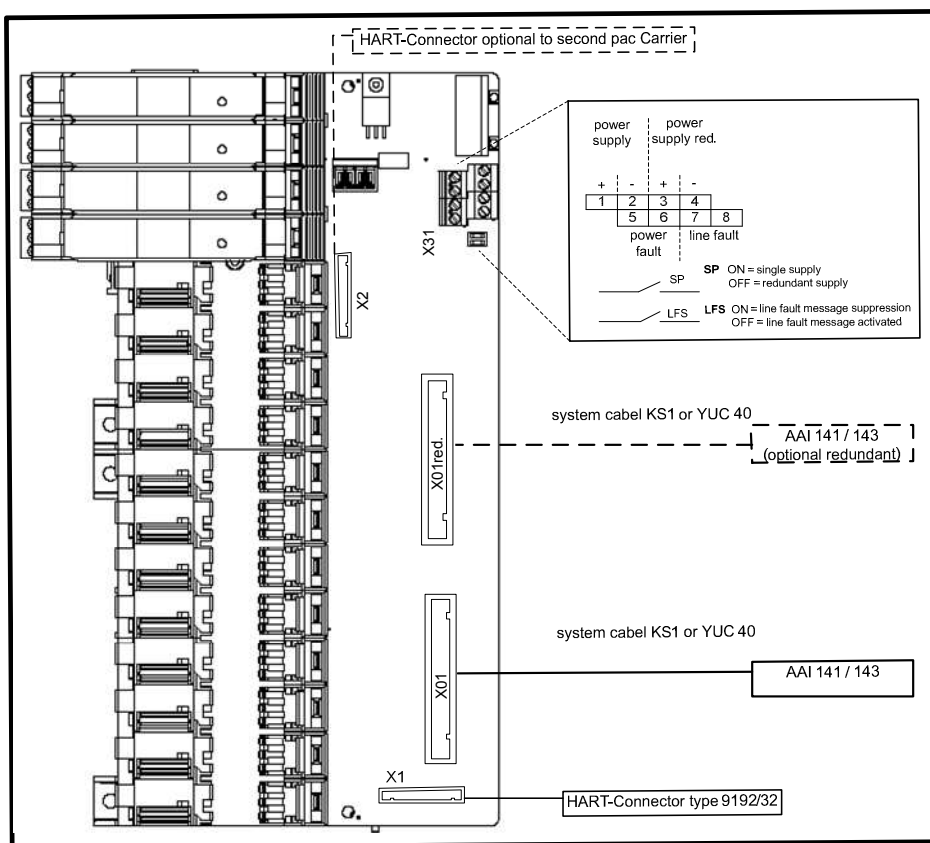 HART-Connector optional to second pac Carrier
power power
supply supply red.
+ - + -
1 2 3 4
5 6 7 8
power line fault
fault
SP
SP ON = single supply
OFF = redundant supply
LFS
LFS ON = line fault message suppression
OFF = line fault message activated
X31
X2
system cabel KS1 or YUC 40
X01red.
AAI 141 / 143
(optional redundant)
system cabel KS1 or YUC 40
X01
AAI 141 / 143
X1
HART-Connector type 9192/32